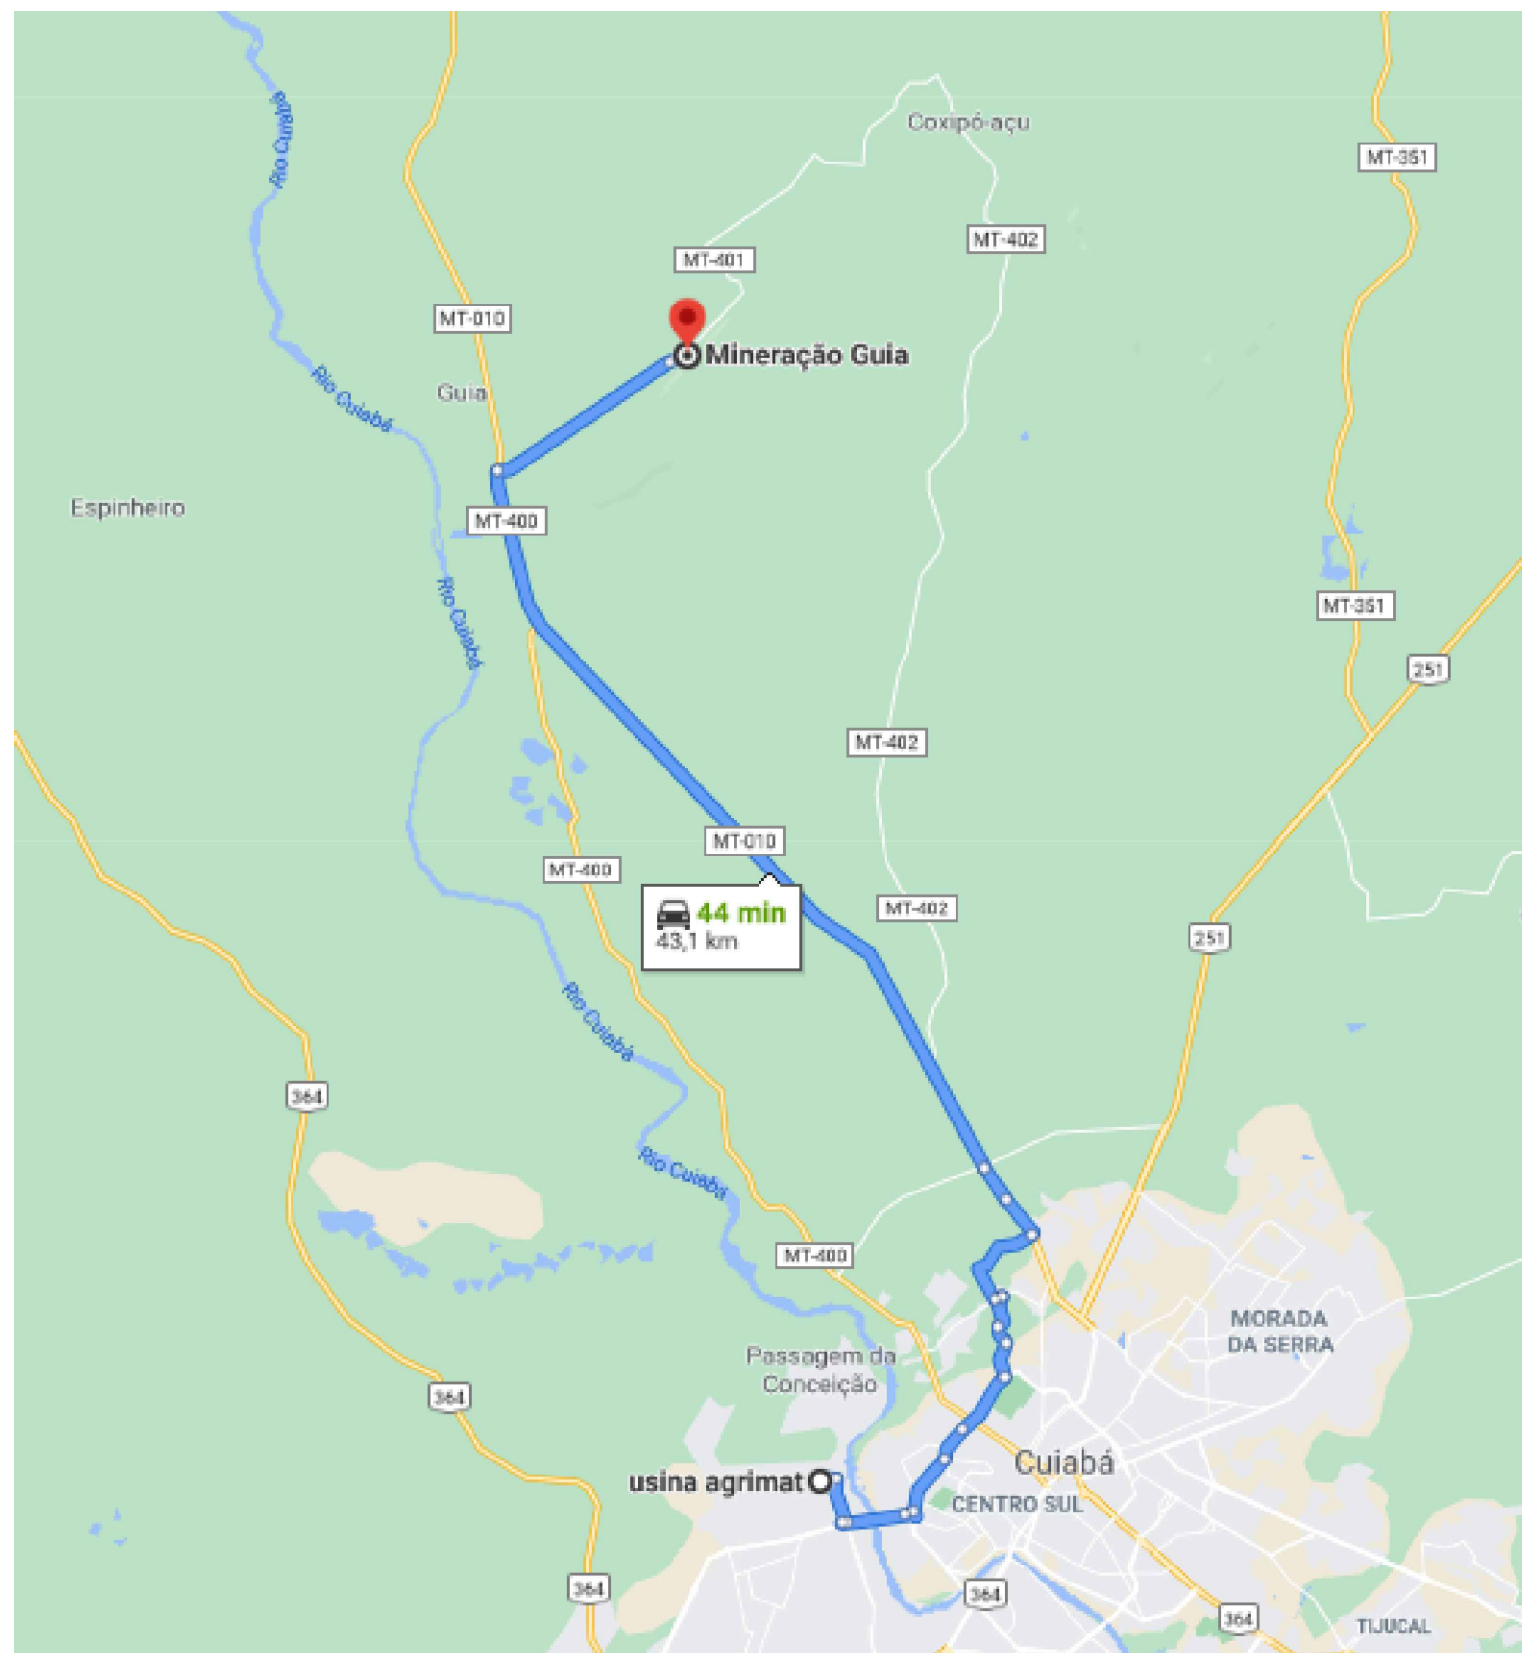 Rio Cuiabá
Coxipó-açu
MT-351
MT-402
MT-401
MT-010
Mineração Guia
Guia
Rio Cuiabá
Espinheiro
MT-400
Rio Cuiabá
MT-351
251
MT-402
MT-010
MT-400
44 min
43,1 km
MT-402
251
Rio Cuiabá
364
Rio Cuiabá
MT-400
MORADA
DA SERRA
Passagem da
Conceição
364
Cuiabá
usina agrimat
CENTRO SUL
364
364
364
TIJUCAL